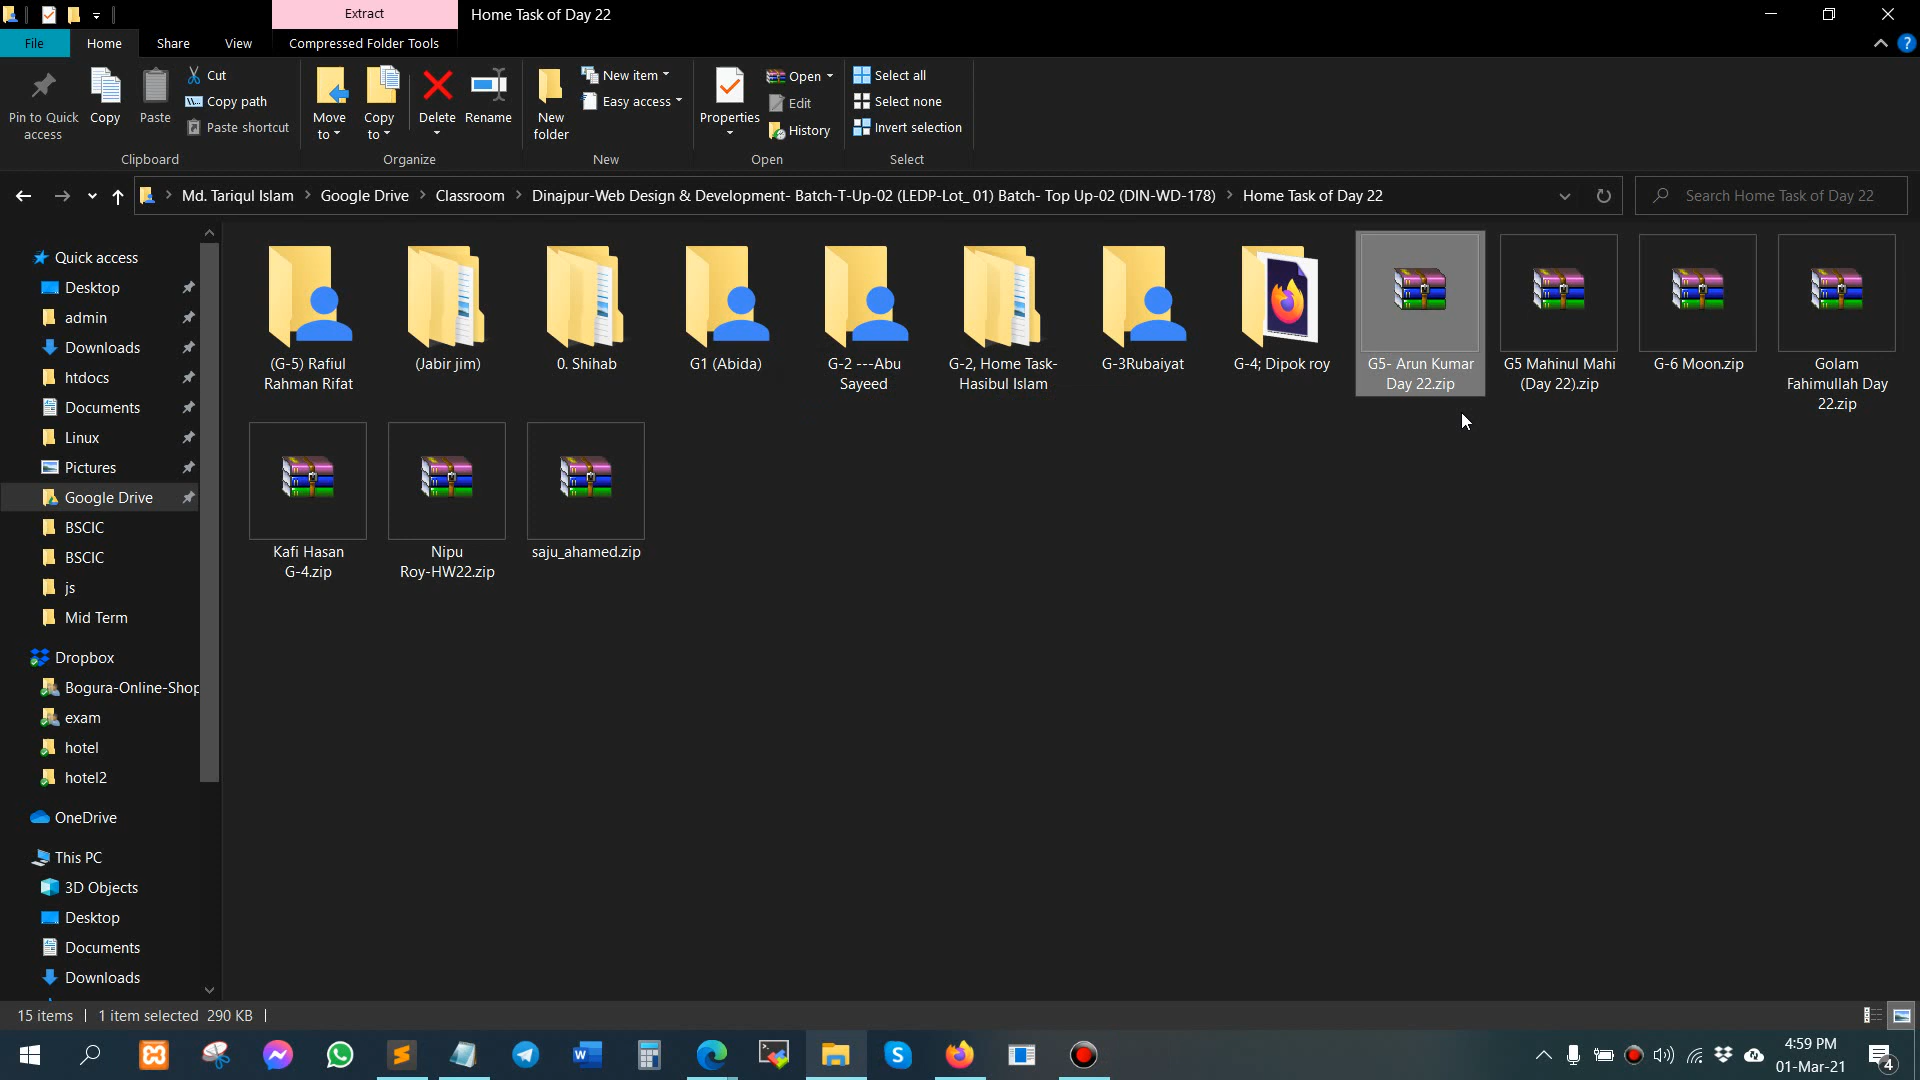 Extract
Home Task of Day 22
File
Home
Share
View
Compressed Folder Tools
Pin to Quick
access
Copy
Paste
Cut
Copy path
Paste shortcut
Clipboard
Move
to
Copy
to
Delete
Rename
Organize
New
folder
New item
Easy access
New
Properties
Open
Edit
History
Open
Select all
Select none
Invert selection
Select
Md. Tariqul Islam > Google Drive > Classroom > Dinajpur-Web Design & Development- Batch-T-Up-02 (LEDP-Lot_ 01) Batch- Top Up-02 (DIN-WD-178) > Home Task of Day 22
Search Home Task of Day 22
Quick access
Desktop
admin
Downloads
htdocs
Documents
Linux
Pictures
Google Drive
BSCIC
BSCIC
js
Mid Term
Dropbox
Bogura-Online-Shop
exam
hotel
hotel2
OneDrive
This PC
3D Objects
Desktop
Documents
Downloads
(G-5) Rafiul
Rahman Rifat
(Jabir jim)
0. Shihab
G1 (Abida)
G-2 ---Abu
Sayeed
G-2, Home Task-
Hasibul Islam
G-3Rubaiyat
G-4; Dipok roy
G5- Arun Kumar
Day 22.zip
G5 Mahinul Mahi
(Day 22).zip
G-6 Moon.zip
Golam
Fahimullah Day
22.zip
Kafi Hasan
G-4.zip
Nipu
Roy-HW22.zip
saju_ahamed.zip
15 items
1 item selected 290 KB
4:59 PM
01-Mar-21
4